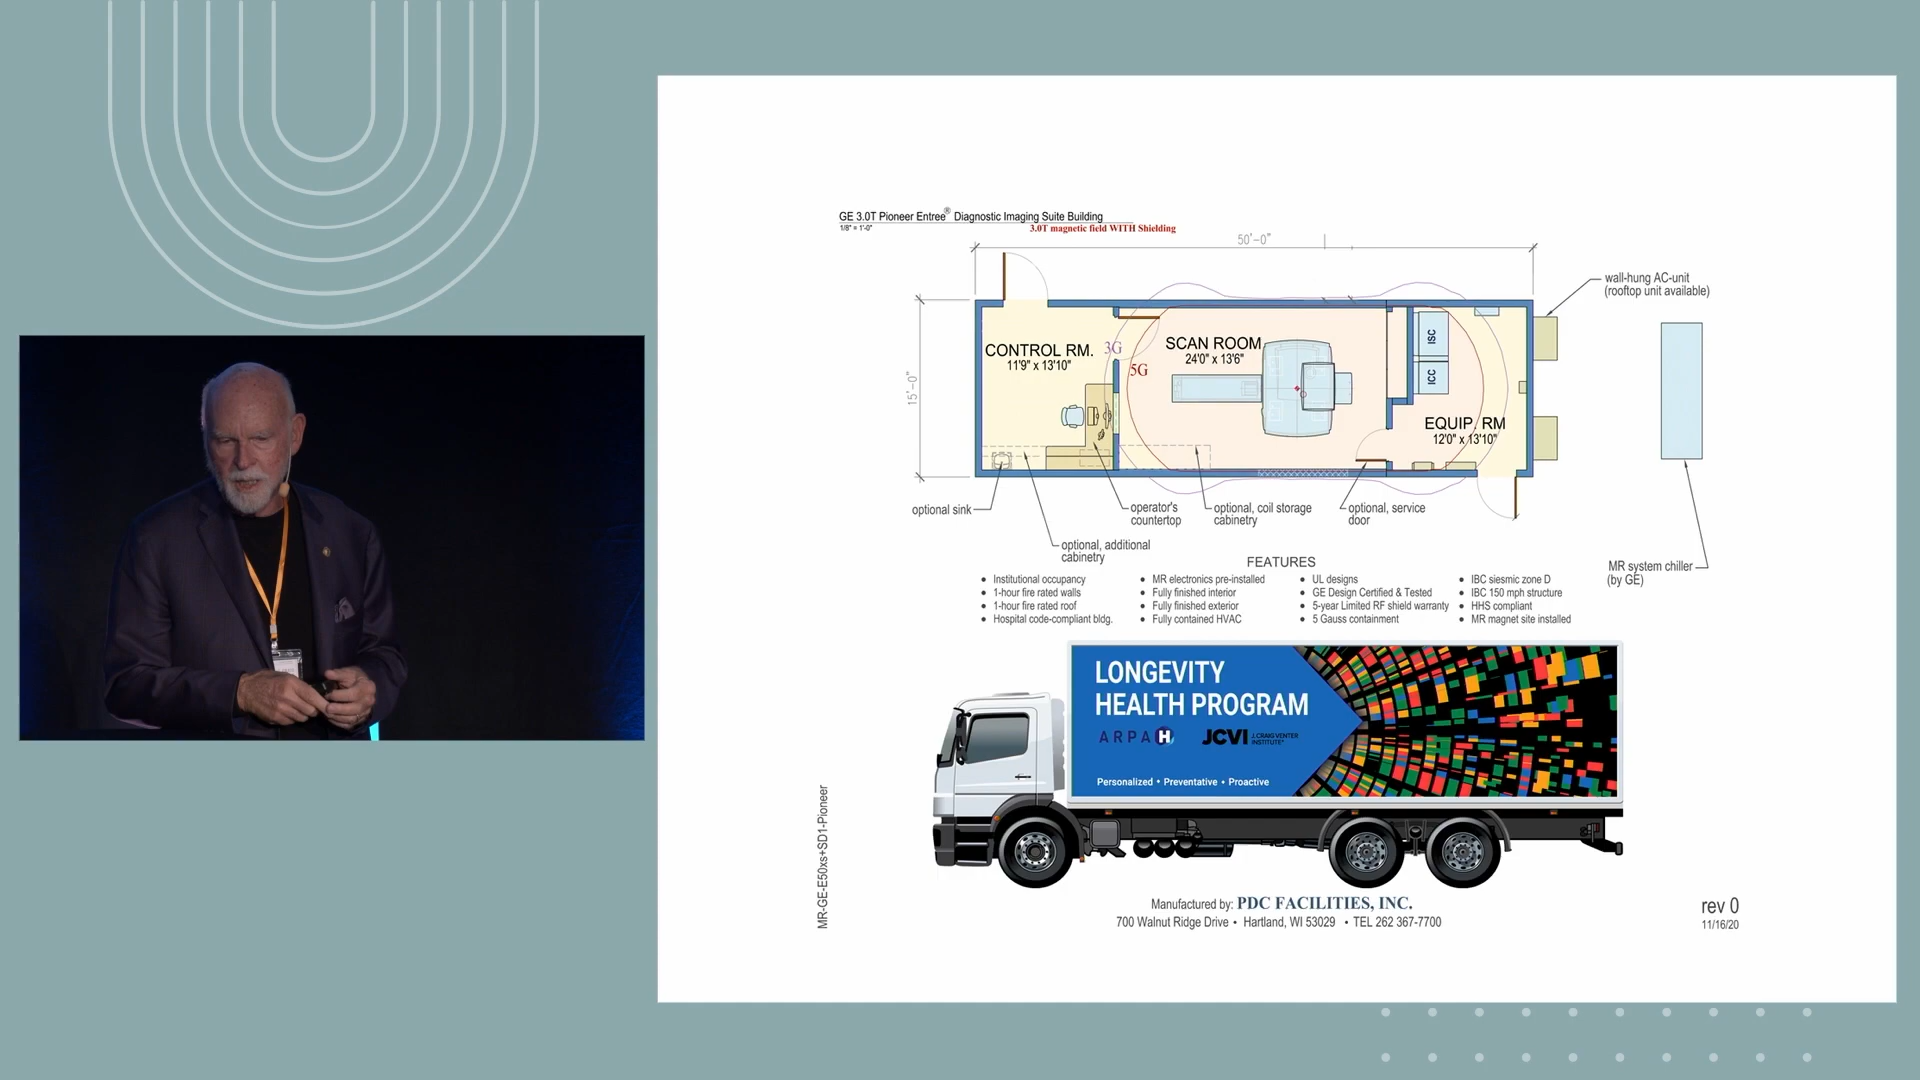 GE 3.0T Pioneer Entree® Diagnostic Imaging Suite Building
1/8" = 1'-0"
3.0T magnetic field WITH Shielding
50'-0"
15'-0"
wall-hung AC-unit
(rooftop unit available)
CONTROL RM.
11'9" x 13'10"
3G
5G
SCAN ROOM
24'0" x 13'6"
ISC
ICC
EQUIP. RM
12'0" x 13'10"
optional sink
operator's
countertop
optional, coil storage
cabinetry
optional, service
door
optional, additional
cabinetry
MR system chiller
(by GE)
FEATURES
• Institutional occupancy
• 1-hour fire rated walls
• 1-hour fire rated roof
• Hospital code-compliant bldg.
• MR electronics pre-installed
• Fully finished interior
• Fully finished exterior
• Fully contained HVAC
• UL designs
• GE Design Certified & Tested
• 5-year Limited RF shield warranty
• 5 Gauss containment
• IBC siesmic zone D
• IBC 150 mph structure
• HHS compliant
• MR magnet site installed
LONGEVITY
HEALTH PROGRAM
ARPA H
JCVI J. CRAIG VENTER
INSTITUTE
Personalized • Preventative • Proactive
MR-GE-E50xs+SD1-Pioneer
Manufactured by: PDC FACILITIES, INC.
700 Walnut Ridge Drive • Hartland, WI 53029 • TEL 262 367-7700
rev 0
11/16/20